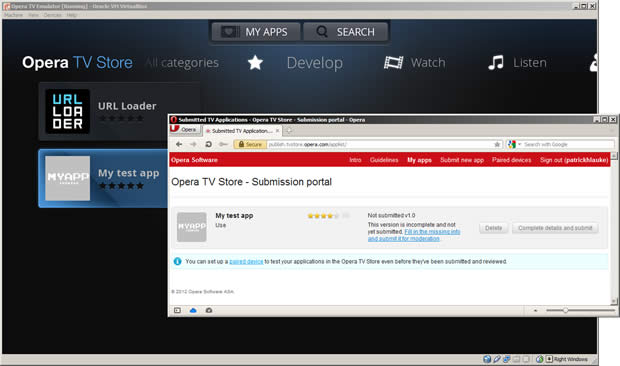 Opera TV Emulator [Running] - Oracle VM VirtualBox
Machine View Devices Help
MY APPS SEARCH
Opera TV Store All categories Develop Watch Listen
URL
LOA
DER
URL Loader
MYAPP
My test app
Submitted TV Applications - Opera TV Store - Submission portal - Opera
Opera Submitted TV Application...
Secure publish.tvstore.opera.com/applist/ Search with Google
Opera Software Intro Guidelines My apps Submit new app Paired devices Sign out (patrickhlauke)
Opera TV Store - Submission portal
MYAPP
My test app
Use
Not submitted v1.0
This version is incomplete and not
yet submitted. Fill in the missing info
and submit it for moderation.
Delete Complete details and submit
You can set up a paired device to test your applications in the Opera TV Store even before they've been submitted and reviewed.
© 2012 Opera Software ASA.
Right Windows